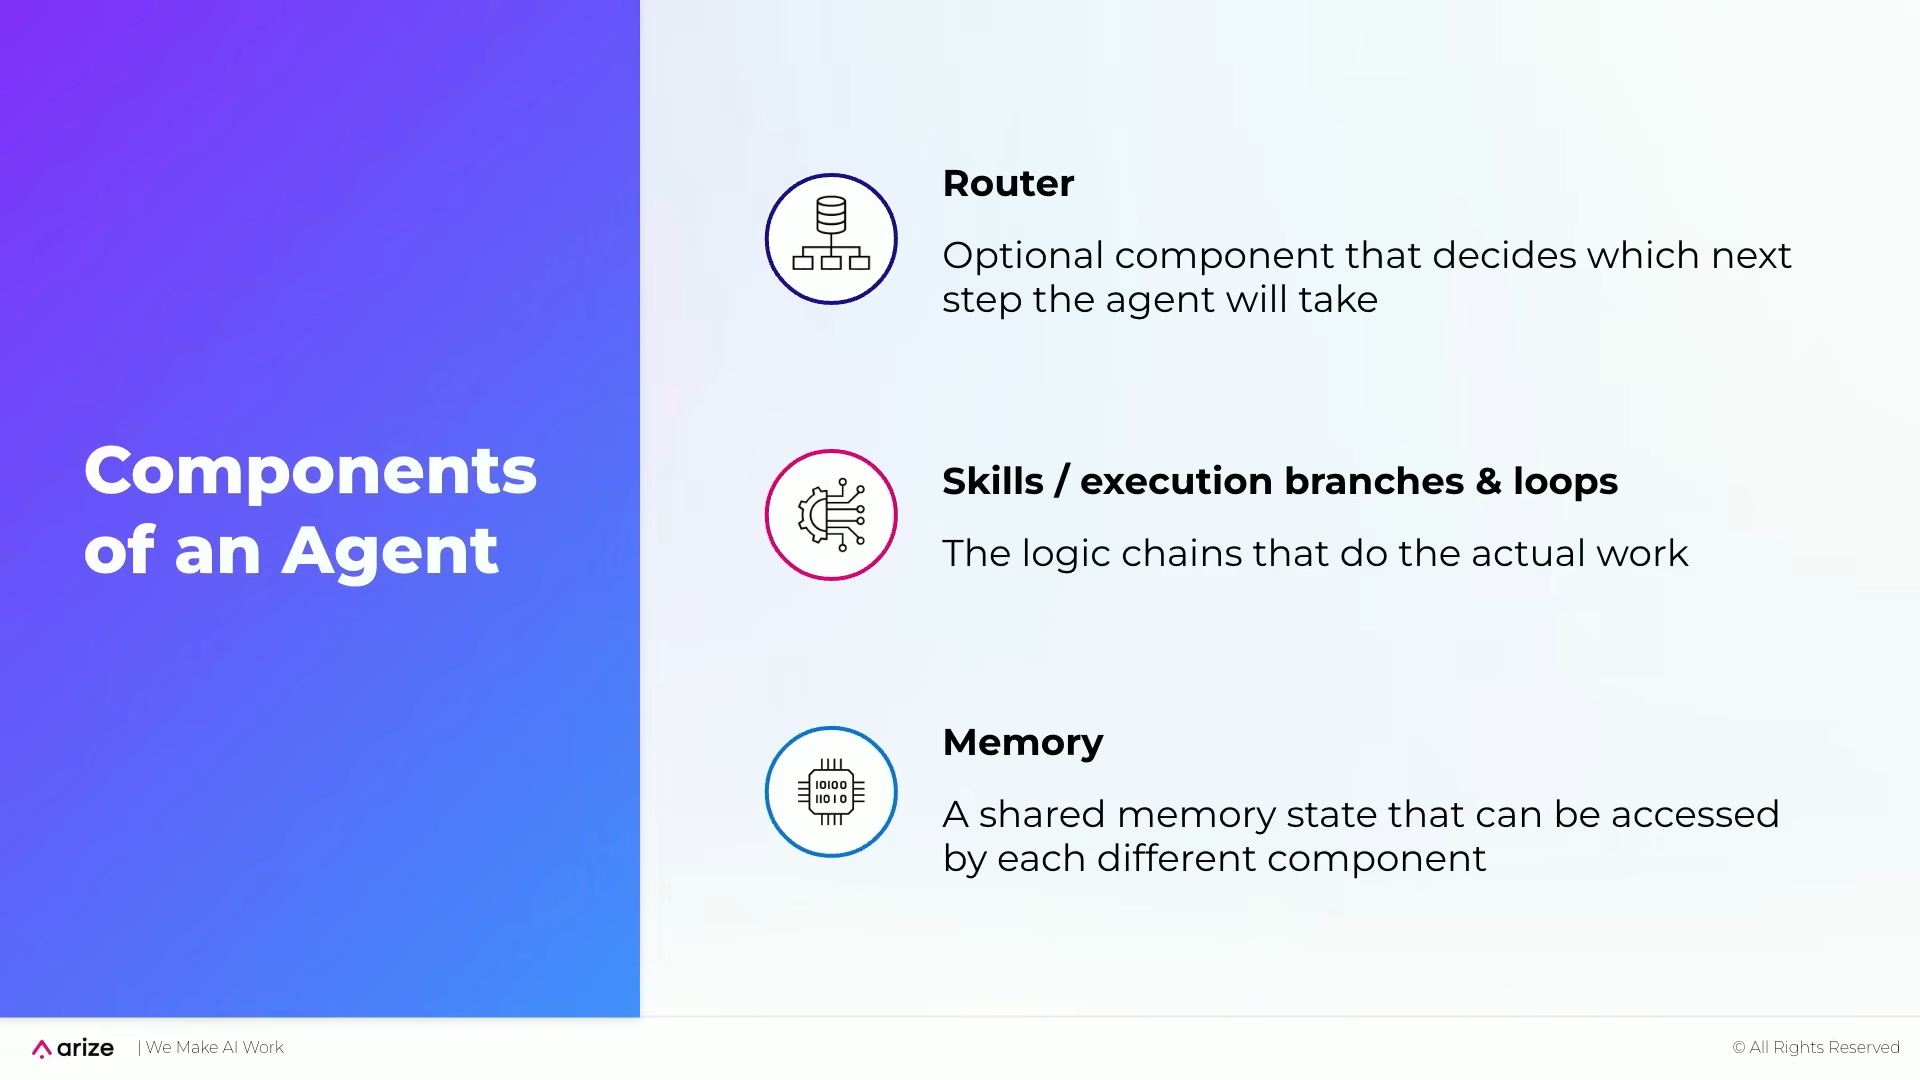 Components
of an Agent
Router
Optional component that decides which next
step the agent will take
Skills / execution branches & loops
The logic chains that do the actual work
10100
11010
Memory
A shared memory state that can be accessed
by each different component
arize | We Make AI Work
© All Rights Reserved